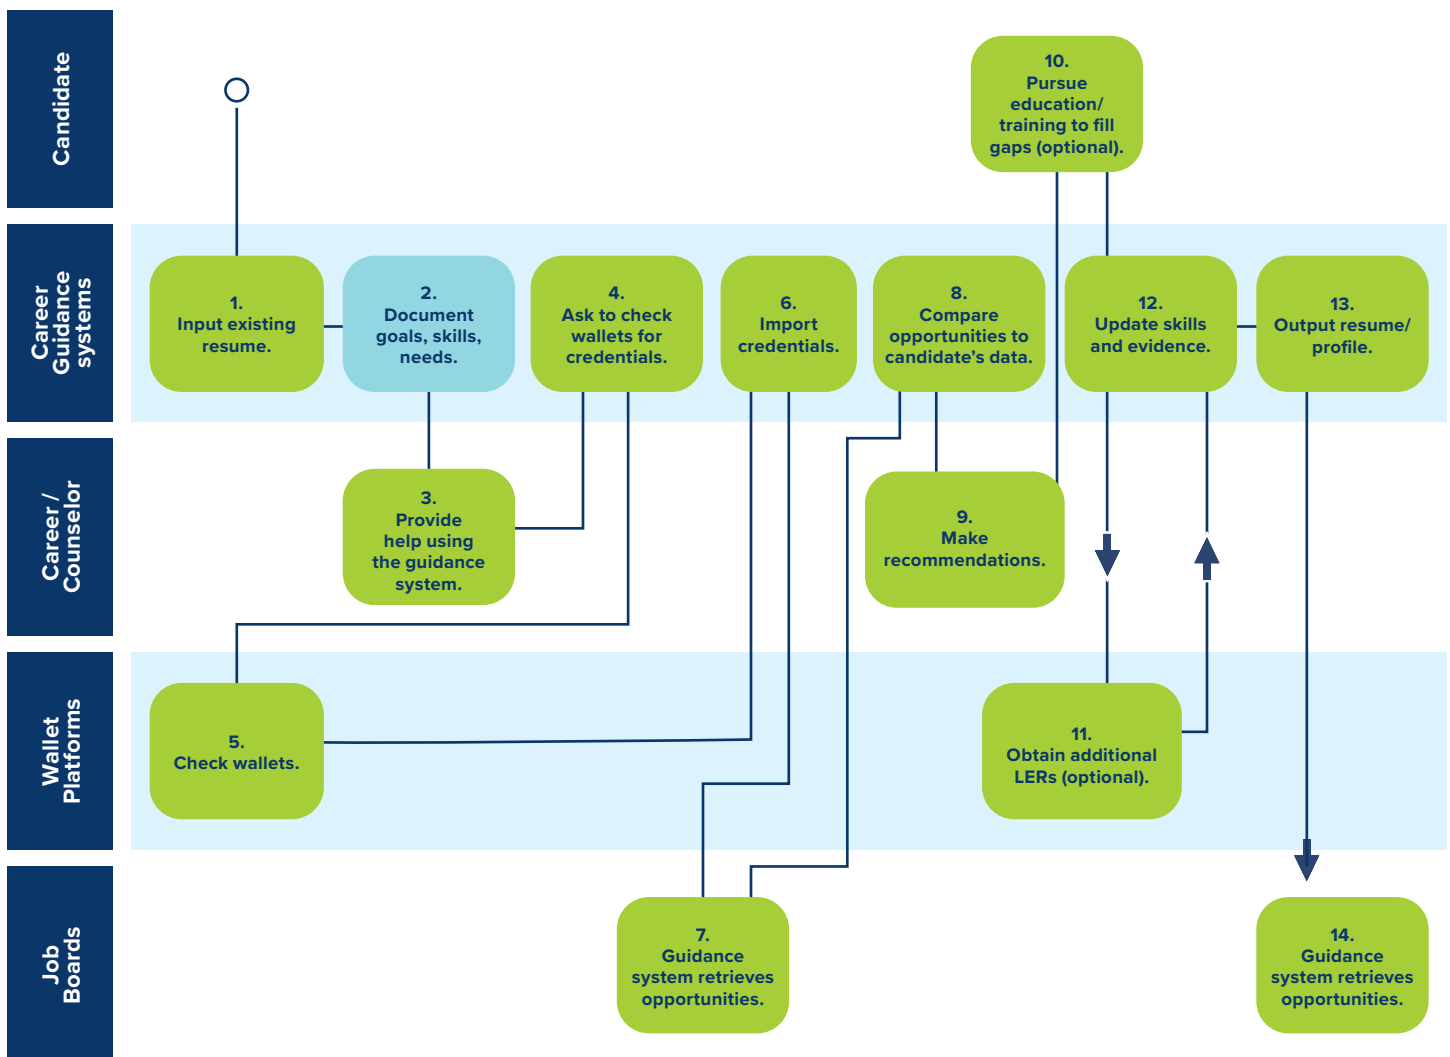 Candidate
10.
Pursue
education/
training to fill
gaps (optional).
Career
Guidance
systems
1.
Input existing
resume.
2.
Document
goals, skills,
needs.
4.
Ask to check
wallets for
credentials.
6.
Import
credentials.
8.
Compare
opportunities to
candidate’s data.
12.
Update skills
and evidence.
13.
Output resume/
profile.
Career /
Counselor
3.
Provide
help using
the guidance
system.
9.
Make
recommendations.
Wallet
Platforms
5.
Check wallets.
11.
Obtain additional
LERs (optional).
Job
Boards
7.
Guidance
system retrieves
opportunities.
14.
Guidance
system retrieves
opportunities.